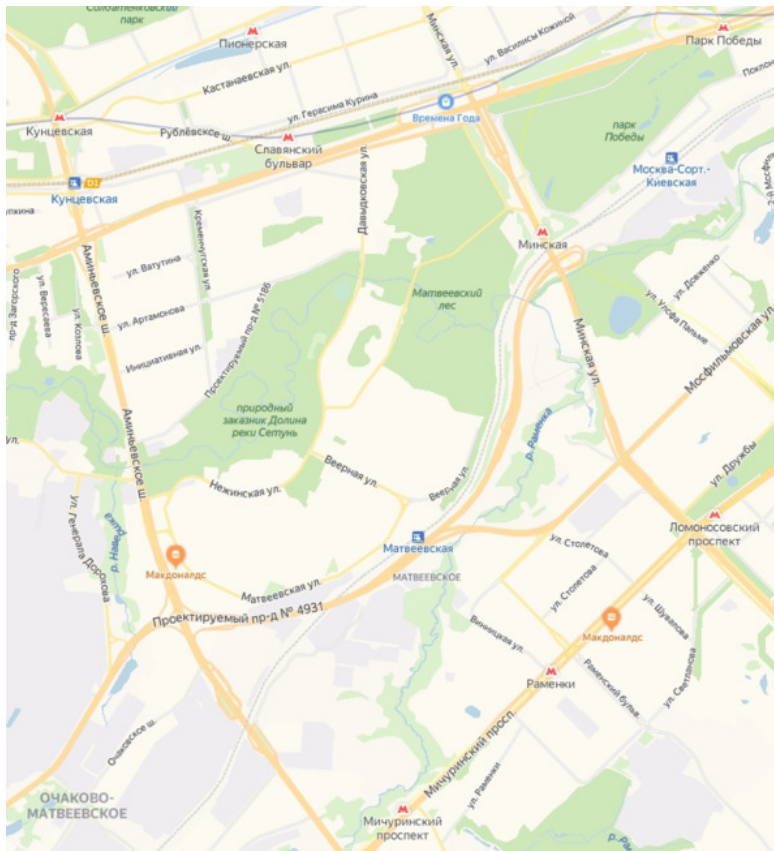 Солнатенковский
парк
Пионерская
Минская ул.
ул. Василисы Кожиной
Парк Победы
Кастанаевская ул.
ул. Герасима Курина
Времена Года
Кунцевская
Рублёвское ш.
Славянский
бульвар
парк
Победы
Москва-Сорт.-
Киевская
D1
Кунцевская
Давыдковская ул.
Кременчугская ул.
Минская
Аминьевское ш.
ул. Ватутина
пр-д Загорского
ул. Вересаева
ул. Козлова
ул. Артамонова
Проектируемый пр-д № 5186
Матвеевский
лес
ул. Довженко
ул. Улофа Пальме
Минская ул.
Мосфильмовская ул.
Инициативная ул.
природный
заказник Долина
реки Сетунь
Аминьевское ш.
ул.
р. Раменка
ул. Дружбы
Веерная ул.
Веерная ул.
Нежинская ул.
ул. Генерала Дорохова
Ломоносовский
проспект
Матвеевская
ул. Столетова
МАТВЕЕВСКОЕ
Макдоналдс
Матвеевская ул.
ул. Столетова
ул. Шувалова
Проектируемый пр-д № 4931
Винницкая ул.
Макдоналдс
Раменки
Раменский бульв.
ул. Светланова
Очаковское ш.
Мичуринский просп.
ул. Раменки
ОЧАКОВО-
МАТВЕЕВСКОЕ
Мичуринский
проспект